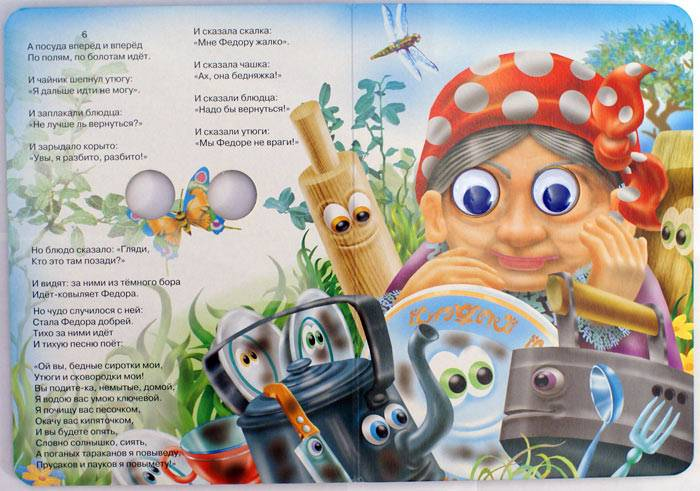 6
А посуда вперёд и вперёд
По полям, по болотам идёт.
И чайник шепнул утюгу:
«Я дальше идти не могу».
И заплакали блюдца:
«Не лучше ль вернуться?»
И зарыдало корыто:
«Увы, я разбито, разбито!»
И сказала скалка:
«Мне Федору жалко».
И сказала чашка:
«Ах, она бедняжка!»
И сказали блюдца:
«Надо бы вернуться!»
И сказали утюги:
«Мы Федоре не враги!»
Но блюдо сказало: «Гляди,
Кто это там позади?»
И видят: за ними из тёмного бора
Идёт-ковыляет Федора.
Но чудо случилося с ней:
Стала Федора добрей.
Тихо за ними идёт
И тихую песню поёт:
«Ой вы, бедные сиротки мои,
Утюги и сковородки мои!
Вы подите-ка, немытые, домой,
Я водою вас умою ключевой.
Я почищу вас песочком,
Окачу вас кипяточком,
И вы будете опять,
Словно солнышко, сиять,
А поганых тараканов я повыведу,
Прусаков и пауков я повымету!»